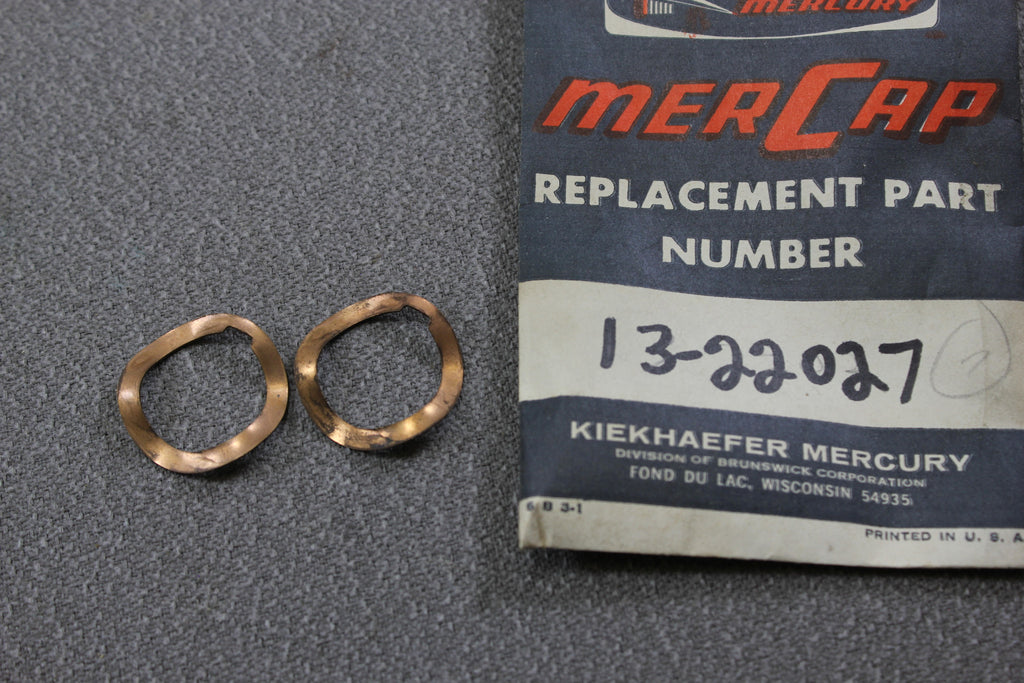 MERCURY
MERCAP
REPLACEMENT PART
NUMBER
13-22027
KIEKHAEFER MERCURY
DIVISION OF BRUNSWICK CORPORATION
FOND DU LAC, WISCONSIN 54935
6 8 3-1
PRINTED IN U. S. A